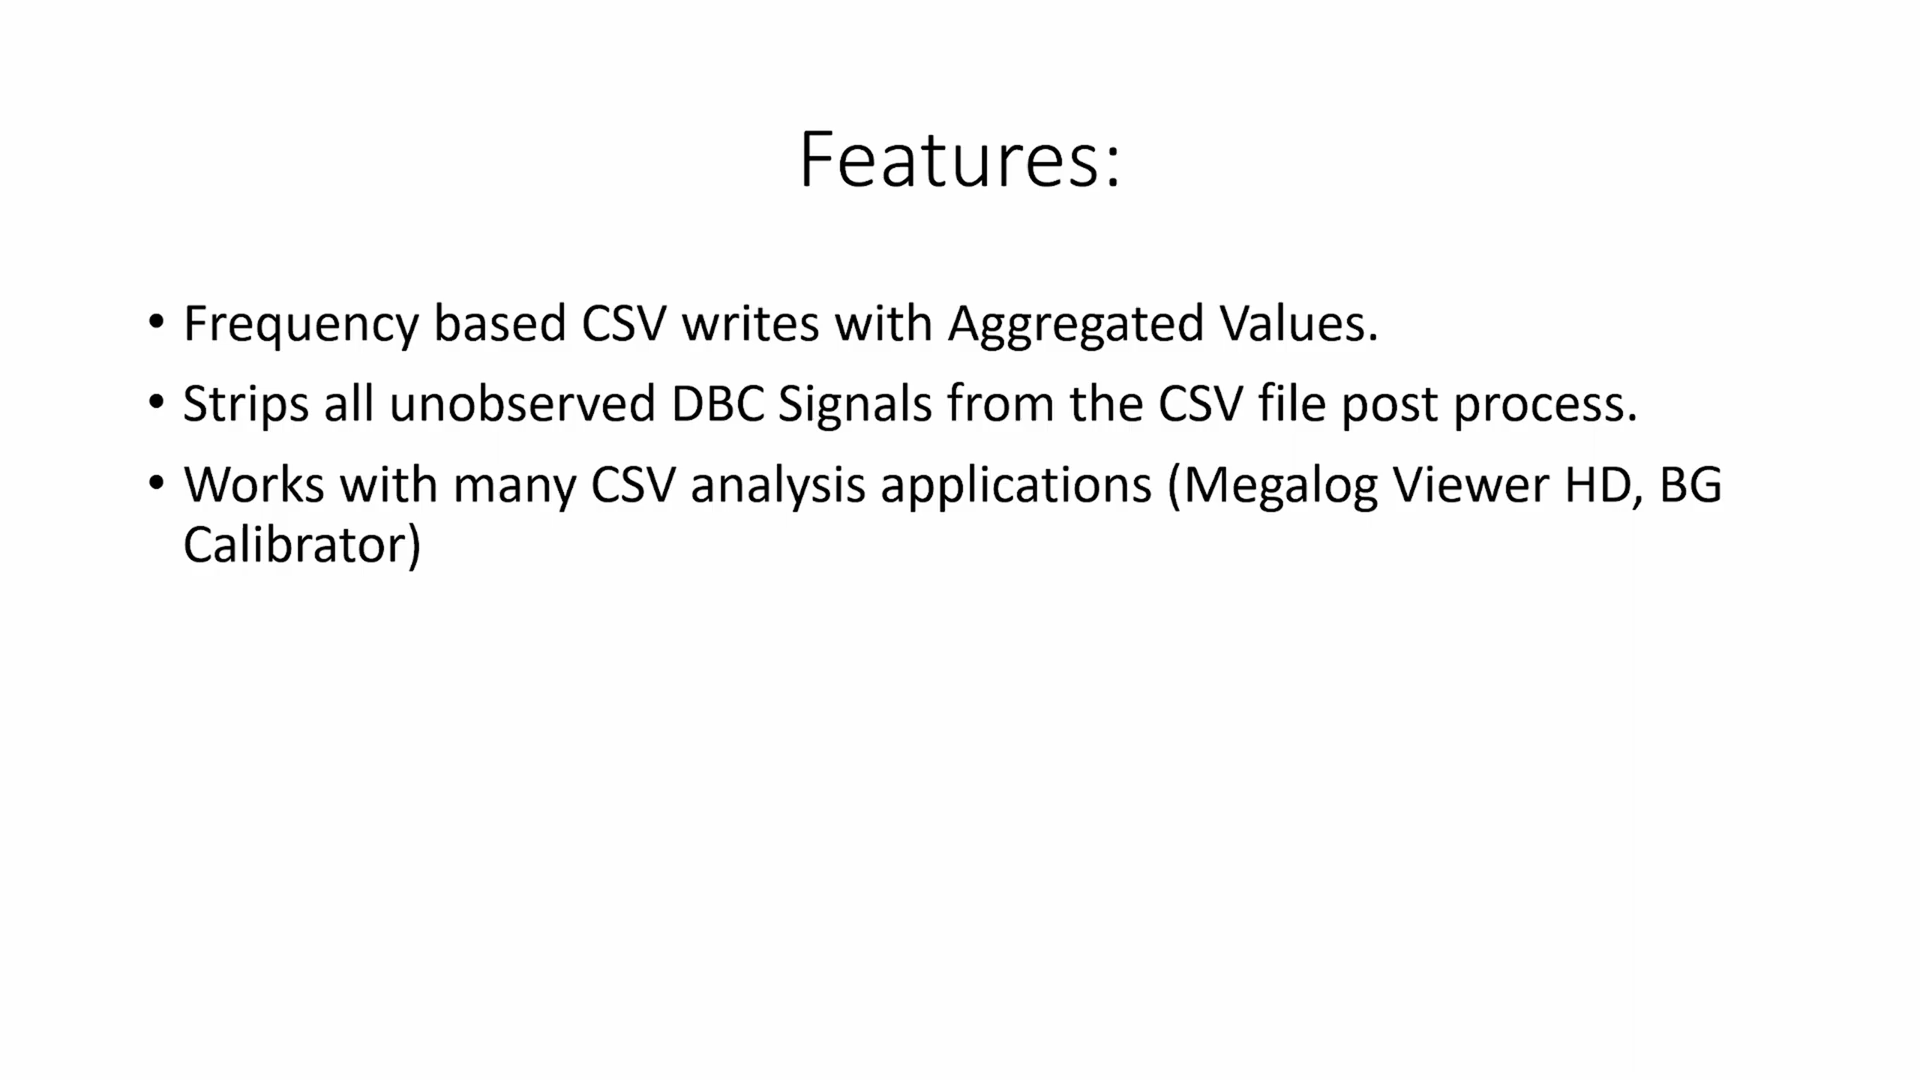 Features:
• Frequency based CSV writes with Aggregated Values.
• Strips all unobserved DBC Signals from the CSV file post process.
• Works with many CSV analysis applications (Megalog Viewer HD, BG
Calibrator)